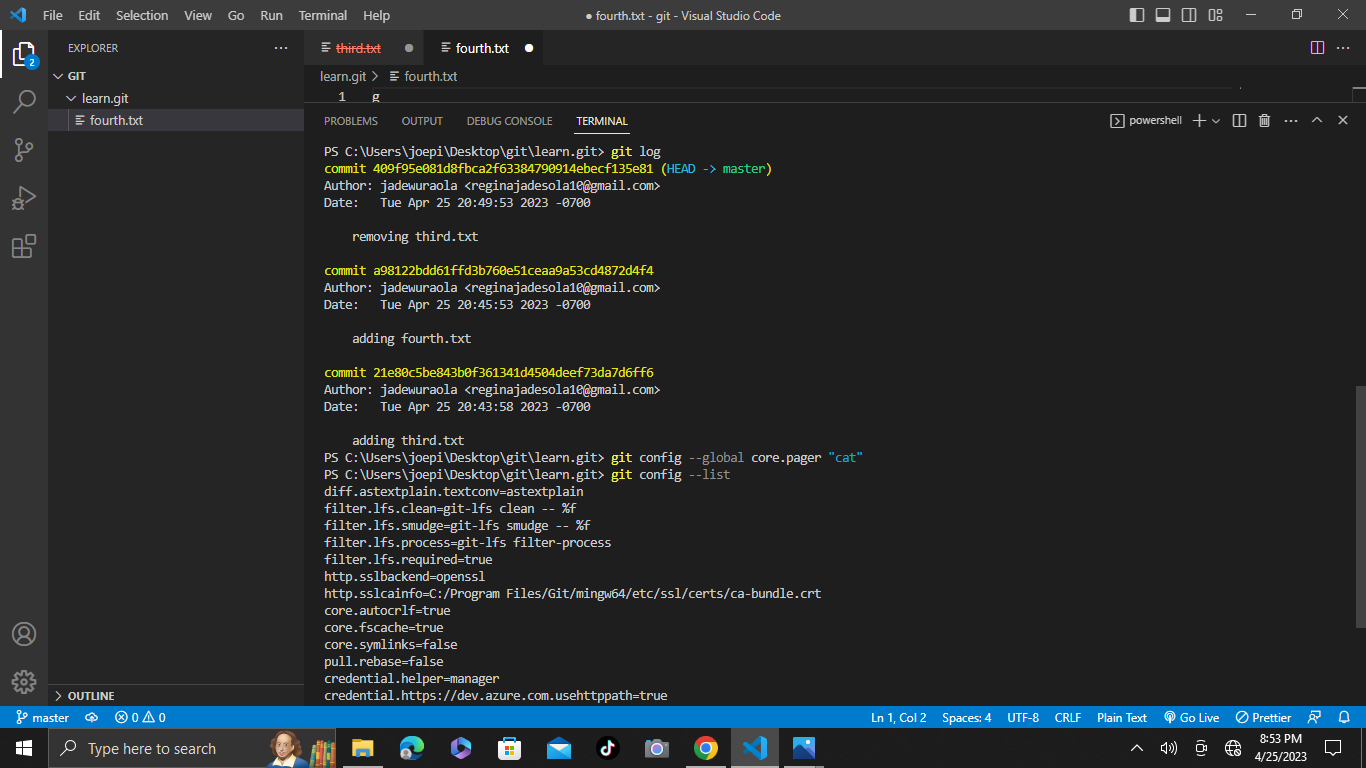 File Edit Selection View Go Run Terminal Help
● fourth.txt - git - Visual Studio Code
EXPLORER
GIT
learn.git
fourth.txt
2
third.txt
fourth.txt
learn.git > fourth.txt
1 g
PROBLEMS OUTPUT DEBUG CONSOLE TERMINAL
powershell
PS C:\Users\joepi\Desktop\git\learn.git> git log
commit 409f95e081d8fbca2f63384790914ebecf135e81 (HEAD -> master)
Author: jadewuraola <reginajadesola10@gmail.com>
Date: Tue Apr 25 20:49:53 2023 -0700
removing third.txt
commit a98122bdd61ffd3b760e51ceaa9a53cd4872d4f4
Author: jadewuraola <reginajadesola10@gmail.com>
Date: Tue Apr 25 20:45:53 2023 -0700
adding fourth.txt
commit 21e80c5be843b0f361341d4504deef73da7d6ff6
Author: jadewuraola <reginajadesola10@gmail.com>
Date: Tue Apr 25 20:43:58 2023 -0700
adding third.txt
PS C:\Users\joepi\Desktop\git\learn.git> git config --global core.pager "cat"
PS C:\Users\joepi\Desktop\git\learn.git> git config --list
diff.astextplain.textconv=astextplain
filter.lfs.clean=git-lfs clean -- %f
filter.lfs.smudge=git-lfs smudge -- %f
filter.lfs.process=git-lfs filter-process
filter.lfs.required=true
http.sslbackend=openssl
http.sslcainfo=C:/Program Files/Git/mingw64/etc/ssl/certs/ca-bundle.crt
core.autocrlf=true
core.fscache=true
core.symlinks=false
pull.rebase=false
credential.helper=manager
credential.https://dev.azure.com.usehttppath=true
OUTLINE
master 0 0
Ln 1, Col 2 Spaces: 4 UTF-8 CRLF Plain Text Go Live Prettier
Type here to search
8:53 PM
4/25/2023